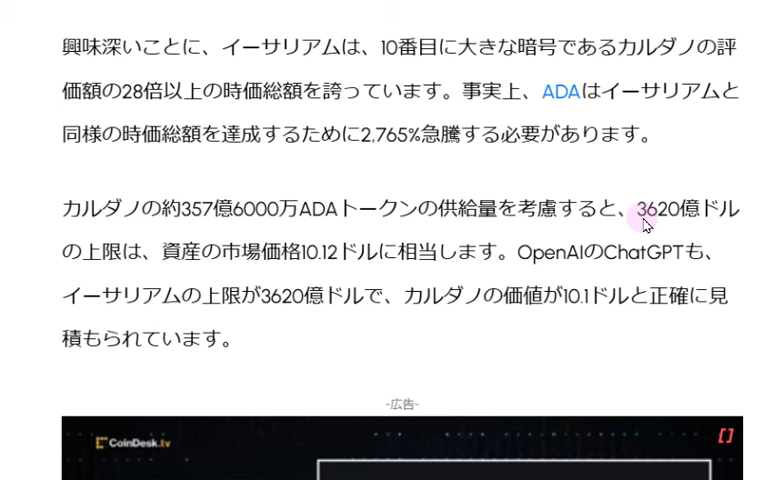 興味深いことに、イーサリアムは、10番目に大きな暗号であるカルダノの評
価額の28倍以上の時価総額を誇っています。事実上、ADAはイーサリアムと
同様の時価総額を達成するために2,765%急騰する必要があります。
カルダノの約357億6000万ADAトークンの供給量を考慮すると、3620億ドル
の上限は、資産の市場価格10.12ドルに相当します。OpenAIのChatGPTも、
イーサリアムの上限が3620億ドルで、カルダノの価値が10.1ドルと正確に見
積もられています。
-広告-
CoinDesk.tv